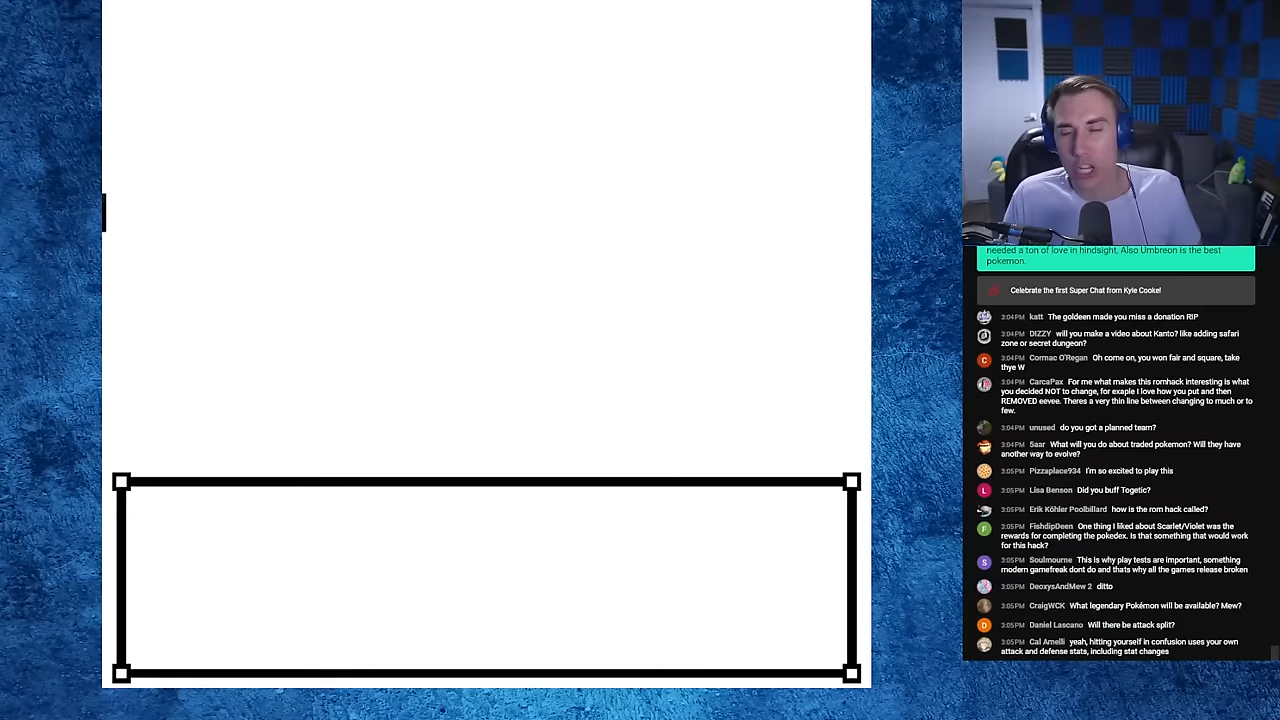 needed a ton of love in hindsight, Also Umbreon is the best
pokemon.
Celebrate the first Super Chat from Kyle Cooke!
3:04PM katt The goldeen made you miss a donation RIP
3:04PM DIZZY will you make a video about Kanto? like adding safari
zone or secret dungeon?
C 3:04PM Cormac O'Regan Oh come on, you won fair and square, take
thye W
3:04PM CarcaPax For me what makes this romhack interesting is what
you decided NOT to change, for exaple I love how you put and then
REMOVED eevee. Theres a very thin line between changing to much or to
few.
3:04PM unused do you got a planned team?
3:04PM 5aar What will you do about traded pokemon? Will they have
another way to evolve?
3:05PM Pizzaplace934 I'm so excited to play this
L 3:05PM Lisa Benson Did you buff Togetic?
3:05PM Erik Köhler Poolbillard how is the rom hack called?
F 3:05PM FishdipDeen One thing I liked about Scarlet/Violet was the
rewards for completing the pokedex. Is that something that would work
for this hack?
S 3:05PM Soulmourne This is why play tests are important, something
modern gamefreak dont do and thats why all the games release broken
3:05PM DeoxysAndMew 2 ditto
3:05PM CraigWCK What legendary Pokémon will be available? Mew?
D 3:05PM Daniel Lascano Will there be attack split?
3:05PM Cal Amelli yeah, hitting yourself in confusion uses your own
attack and defense stats, including stat changes